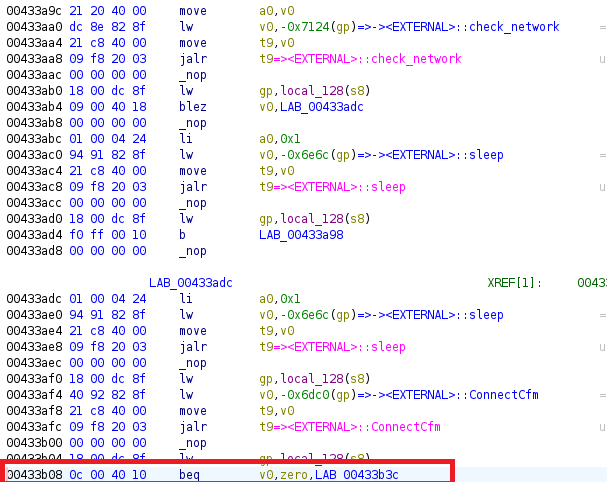 00433a9c 21 20 40 00 move a0,v0
00433aa0 dc 8e 82 8f lw v0,-0x7124(gp)=>-><EXTERNAL>::check_network =
00433aa4 21 c8 40 00 move t9,v0
00433aa8 09 f8 20 03 jalr t9=><EXTERNAL>::check_network u
00433aac 00 00 00 00 _nop
00433ab0 18 00 dc 8f lw gp,local_128(s8)
00433ab4 09 00 40 18 blez v0,LAB_00433adc
00433ab8 00 00 00 00 _nop
00433abc 01 00 04 24 li a0,0x1
00433ac0 94 91 82 8f lw v0,-0x6e6c(gp)=>-><EXTERNAL>::sleep =
00433ac4 21 c8 40 00 move t9,v0
00433ac8 09 f8 20 03 jalr t9=><EXTERNAL>::sleep u
00433acc 00 00 00 00 _nop
00433ad0 18 00 dc 8f lw gp,local_128(s8)
00433ad4 f0 ff 00 10 b LAB_00433a98
00433ad8 00 00 00 00 _nop
LAB_00433adc XREF[1]: 00433
00433adc 01 00 04 24 li a0,0x1
00433ae0 94 91 82 8f lw v0,-0x6e6c(gp)=>-><EXTERNAL>::sleep =
00433ae4 21 c8 40 00 move t9,v0
00433ae8 09 f8 20 03 jalr t9=><EXTERNAL>::sleep u
00433aec 00 00 00 00 _nop
00433af0 18 00 dc 8f lw gp,local_128(s8)
00433af4 40 92 82 8f lw v0,-0x6dc0(gp)=>-><EXTERNAL>::ConnectCfm =
00433af8 21 c8 40 00 move t9,v0
00433afc 09 f8 20 03 jalr t9=><EXTERNAL>::ConnectCfm u
00433b00 00 00 00 00 _nop
00433b04 18 00 dc 8f lw gp,local_128(s8)
00433b08 0c 00 40 10 beq v0,zero,LAB_00433b3c